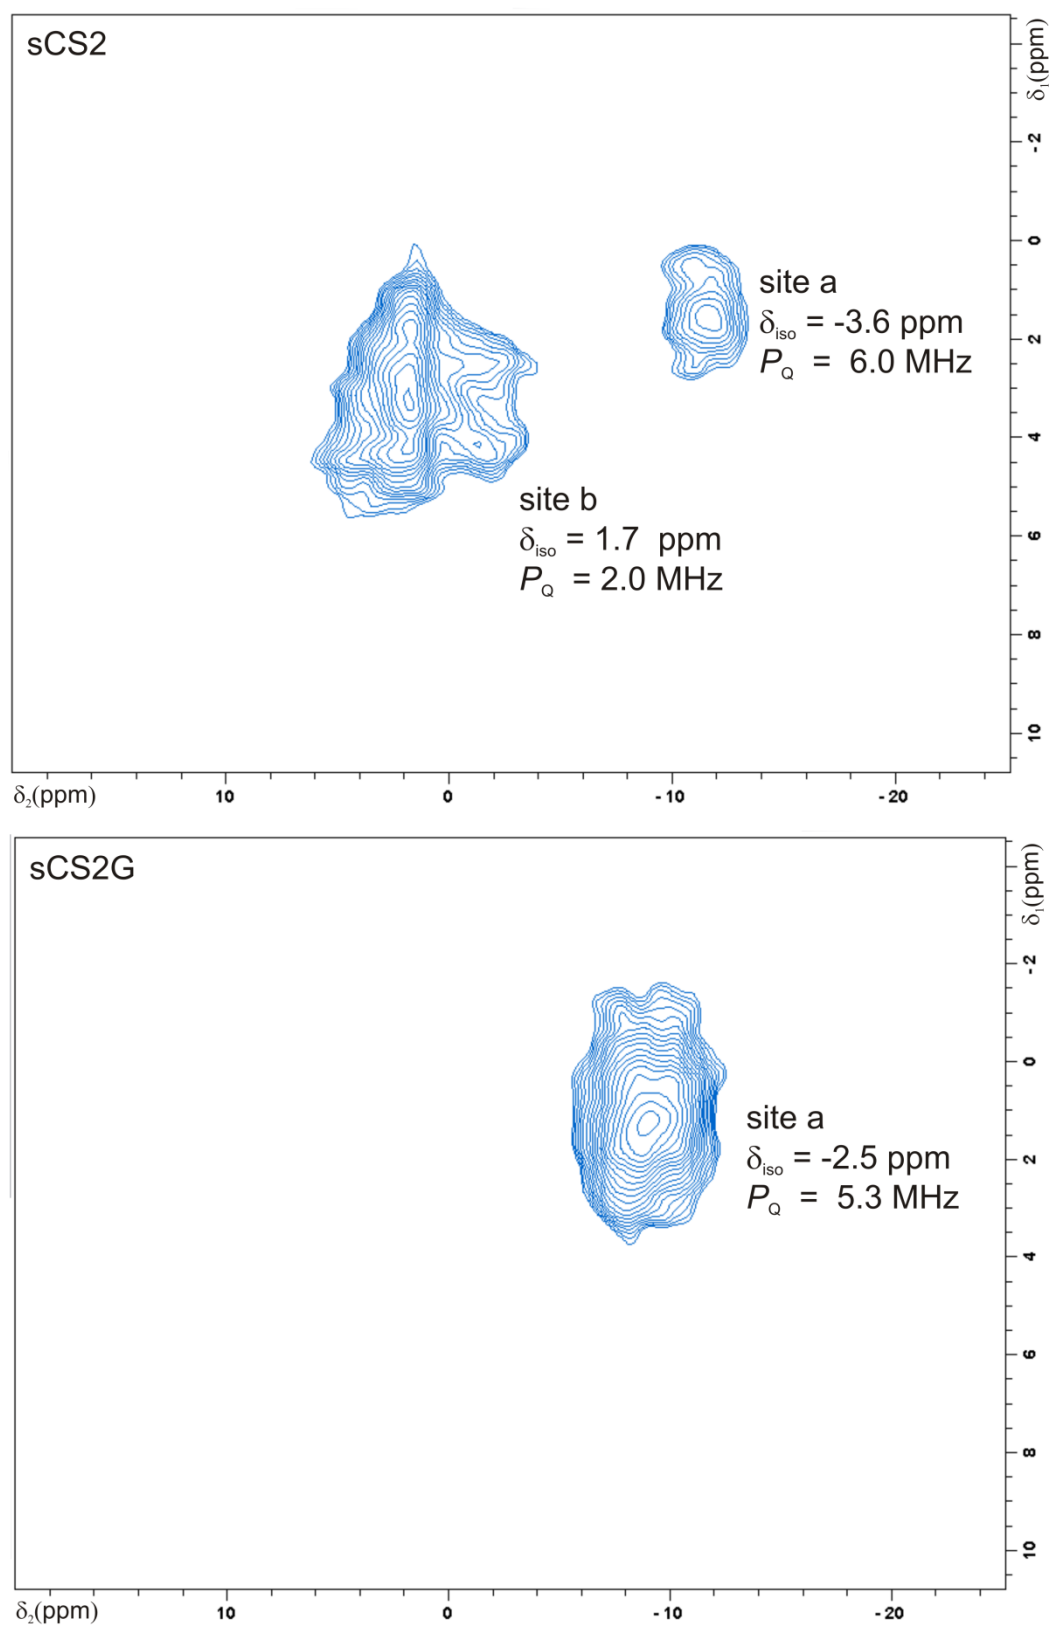 sCS2
δ₁(ppm)
-2
0
site a
δiso = -3.6 ppm
PQ = 6.0 MHz
2
4
site b
δiso = 1.7 ppm
PQ = 2.0 MHz
6
8
10
δ₂(ppm) 10 0 -10 -20
sCS2G
δ₁(ppm)
-2
0
site a
δiso = -2.5 ppm
PQ = 5.3 MHz
2
4
6
8
10
δ₂(ppm) 10 0 -10 -20